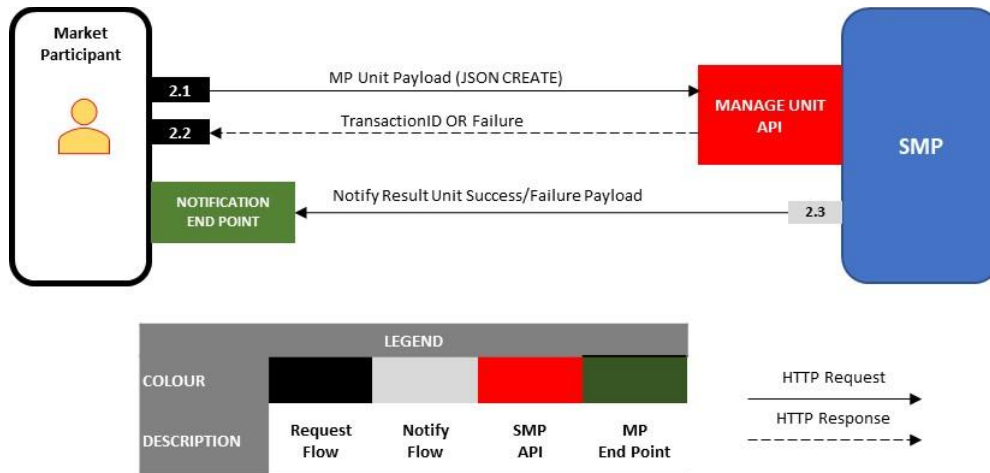 Market
Participant
2.1
MP Unit Payload (JSON CREATE)
MANAGE UNIT
API
SMP
2.2
TransactionID OR Failure
NOTIFICATION
END POINT
Notify Result Unit Success/Failure Payload
2.3
LEGEND
COLOUR
DESCRIPTION
Request
Flow
Notify
Flow
SMP
API
MP
End Point
HTTP Request
HTTP Response